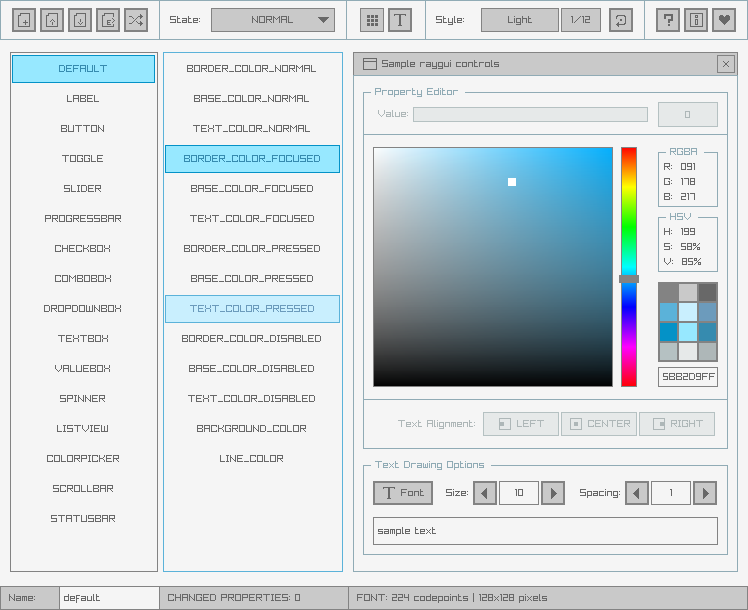 State: NORMAL Style: Light 1/12
DEFAULT
LABEL
BUTTON
TOGGLE
SLIDER
PROGRESSBAR
CHECKBOX
COMBOBOX
DROPDOWNBOX
TEXTBOX
VALUEBOX
SPINNER
LISTVIEW
COLORPICKER
SCROLLBAR
STATUSBAR
BORDER_COLOR_NORMAL
BASE_COLOR_NORMAL
TEXT_COLOR_NORMAL
BORDER_COLOR_FOCUSED
BASE_COLOR_FOCUSED
TEXT_COLOR_FOCUSED
BORDER_COLOR_PRESSED
BASE_COLOR_PRESSED
TEXT_COLOR_PRESSED
BORDER_COLOR_DISABLED
BASE_COLOR_DISABLED
TEXT_COLOR_DISABLED
BACKGROUND_COLOR
LINE_COLOR
Sample raygui controls
Property Editor
Value: 0
RGBA
R: 091
G: 178
B: 217
HSV
H: 199
S: 58%
V: 85%
5BB2D9FF
Text Alignment: LEFT CENTER RIGHT
Text Drawing Options
T Font Size: 10 Spacing: 1
sample text
Name: default CHANGED PROPERTIES: 0 FONT: 224 codepoints | 128x128 pixels